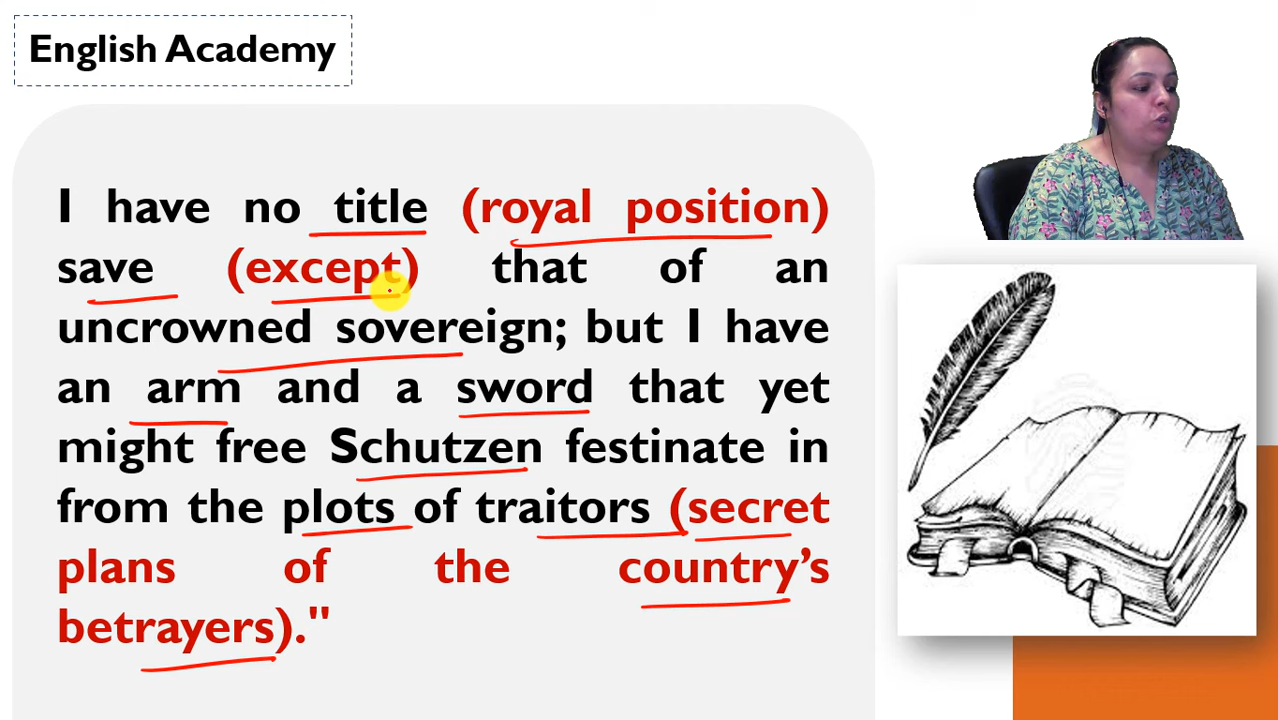 English Academy
I have no title (royal position)
save (except) that of an
uncrowned sovereign; but I have
an arm and a sword that yet
might free Schutzen festinate in
from the plots of traitors (secret
plans of the country's
betrayers)."